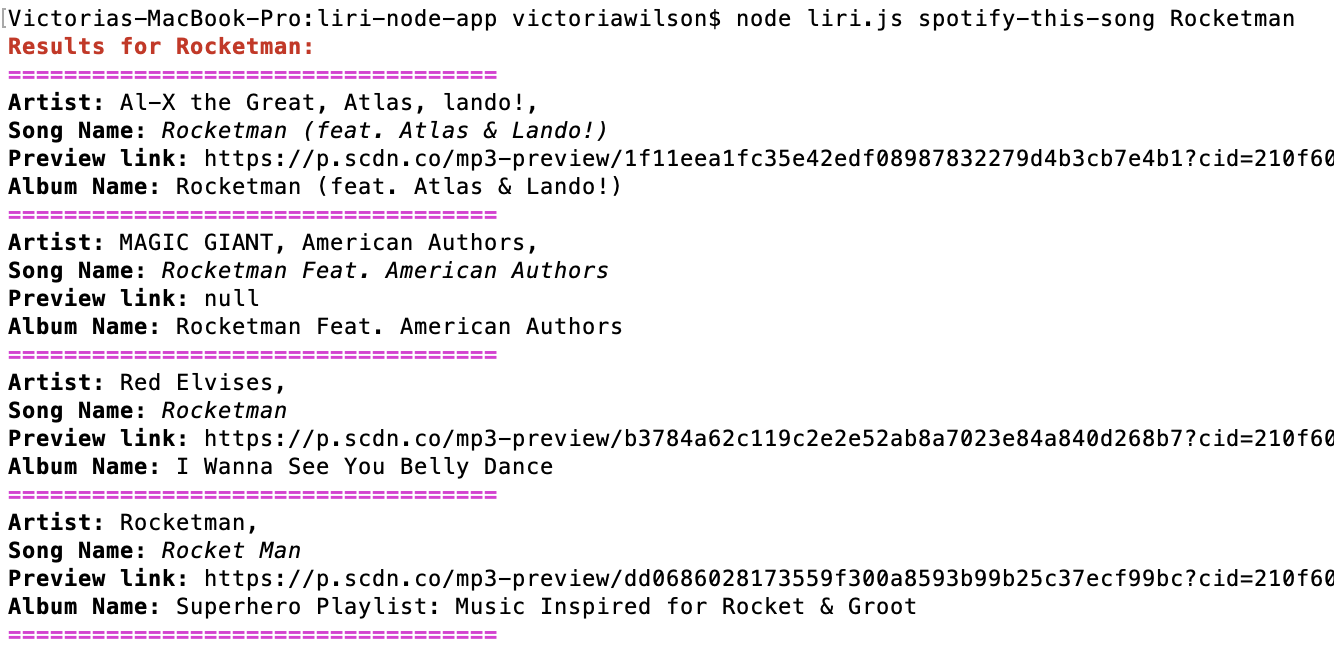 [Victorias-MacBook-Pro:liri-node-app victoriawilson$ node liri.js spotify-this-song Rocketman
Results for Rocketman:
===================================
Artist: Al-X the Great, Atlas, lando!,
Song Name: Rocketman (feat. Atlas & Lando!)
Preview link: https://p.scdn.co/mp3-preview/1f11eea1fc35e42edf08987832279d4b3cb7e4b1?cid=210f60
Album Name: Rocketman (feat. Atlas & Lando!)
===================================
Artist: MAGIC GIANT, American Authors,
Song Name: Rocketman Feat. American Authors
Preview link: null
Album Name: Rocketman Feat. American Authors
===================================
Artist: Red Elvises,
Song Name: Rocketman
Preview link: https://p.scdn.co/mp3-preview/b3784a62c119c2e2e52ab8a7023e84a840d268b7?cid=210f60
Album Name: I Wanna See You Belly Dance
===================================
Artist: Rocketman,
Song Name: Rocket Man
Preview link: https://p.scdn.co/mp3-preview/dd0686028173559f300a8593b99b25c37ecf99bc?cid=210f60
Album Name: Superhero Playlist: Music Inspired for Rocket & Groot
===================================